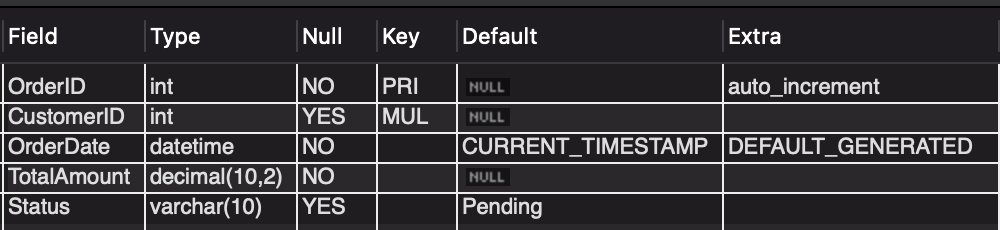 Field Type Null Key Default Extra
OrderID int NO PRI NULL auto_increment
CustomerID int YES MUL NULL
OrderDate datetime NO CURRENT_TIMESTAMP DEFAULT_GENERATED
TotalAmount decimal(10,2) NO NULL
Status varchar(10) YES Pending